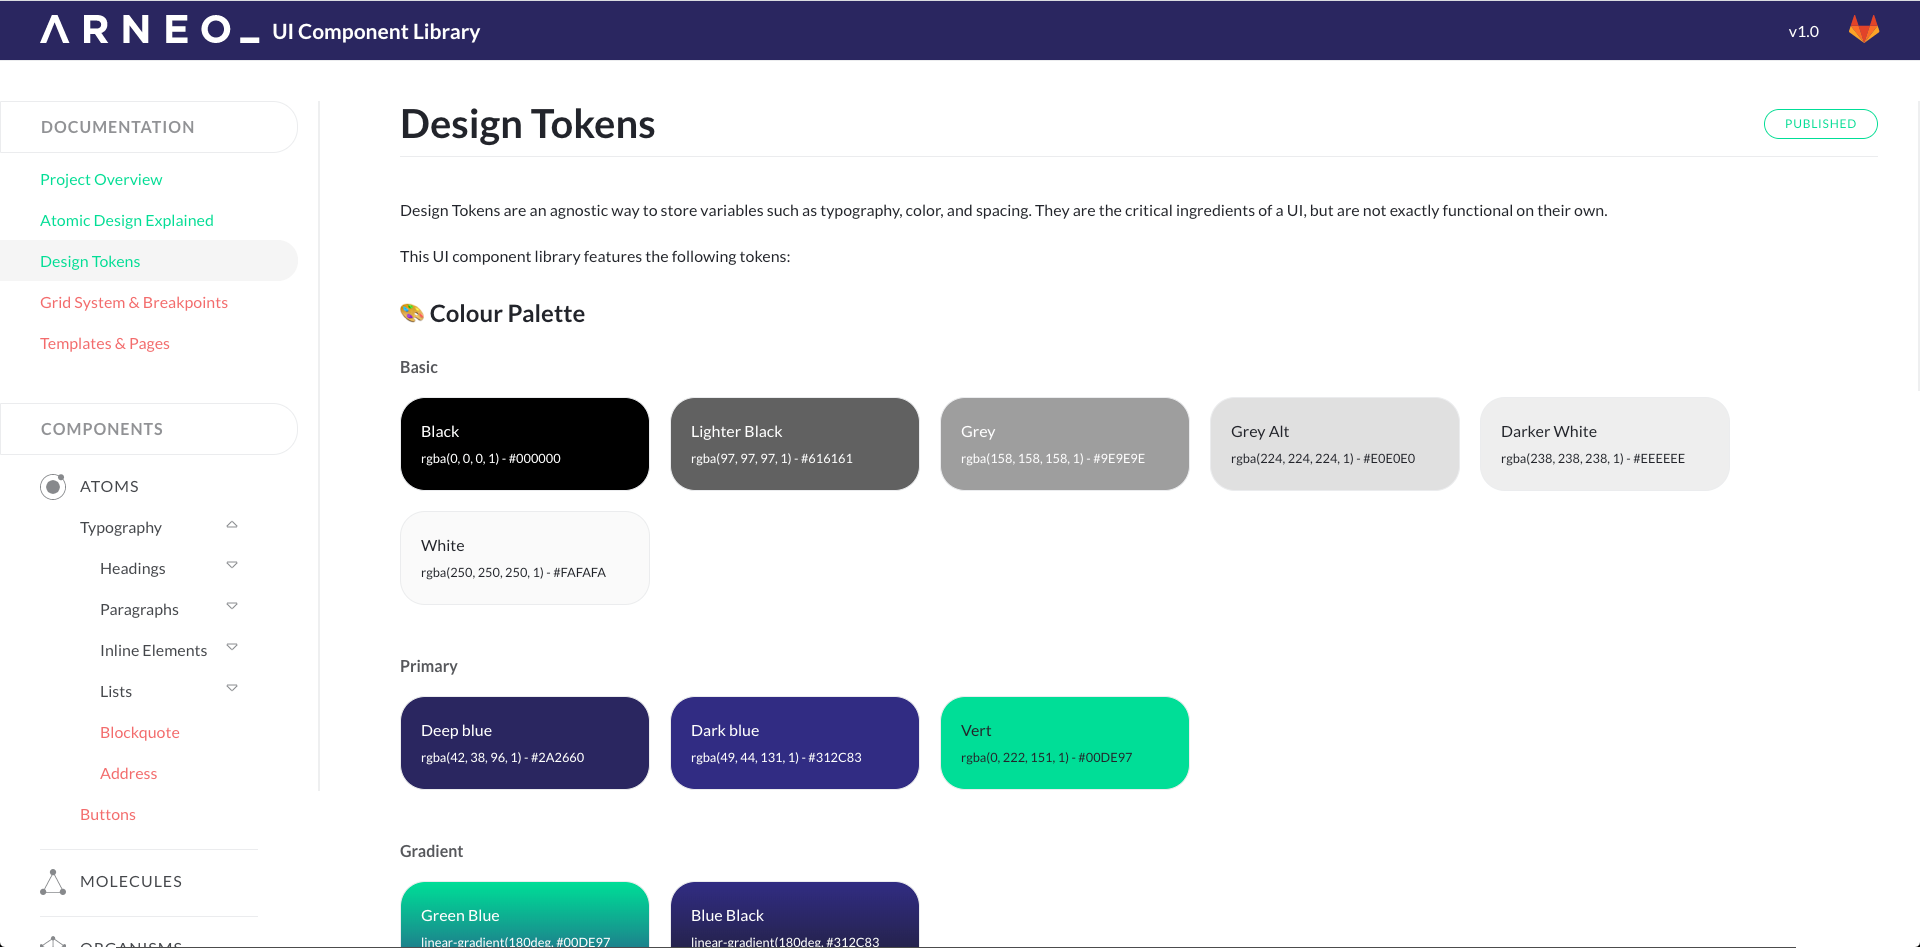 ARNEO_ UI Component Library
v1.0
DOCUMENTATION
Project Overview
Atomic Design Explained
Design Tokens
Grid System & Breakpoints
Templates & Pages
COMPONENTS
ATOMS
Typography
Headings
Paragraphs
Inline Elements
Lists
Blockquote
Address
Buttons
MOLECULES
ORGANISMS
Design Tokens
PUBLISHED
Design Tokens are an agnostic way to store variables such as typography, color, and spacing. They are the critical ingredients of a UI, but are not exactly functional on their own.
This UI component library features the following tokens:
🎨 Colour Palette
Basic
Black
rgba(0, 0, 0, 1) - #000000
Lighter Black
rgba(97, 97, 97, 1) - #616161
Grey
rgba(158, 158, 158, 1) - #9E9E9E
Grey Alt
rgba(224, 224, 224, 1) - #E0E0E0
Darker White
rgba(238, 238, 238, 1) - #EEEEEE
White
rgba(250, 250, 250, 1) - #FAFAFA
Primary
Deep blue
rgba(42, 38, 96, 1) - #2A2660
Dark blue
rgba(49, 44, 131, 1) - #312C83
Vert
rgba(0, 222, 151, 1) - #00DE97
Gradient
Green Blue
linear-gradient(180deg, #00DE97
Blue Black
linear-gradient(180deg, #312C83